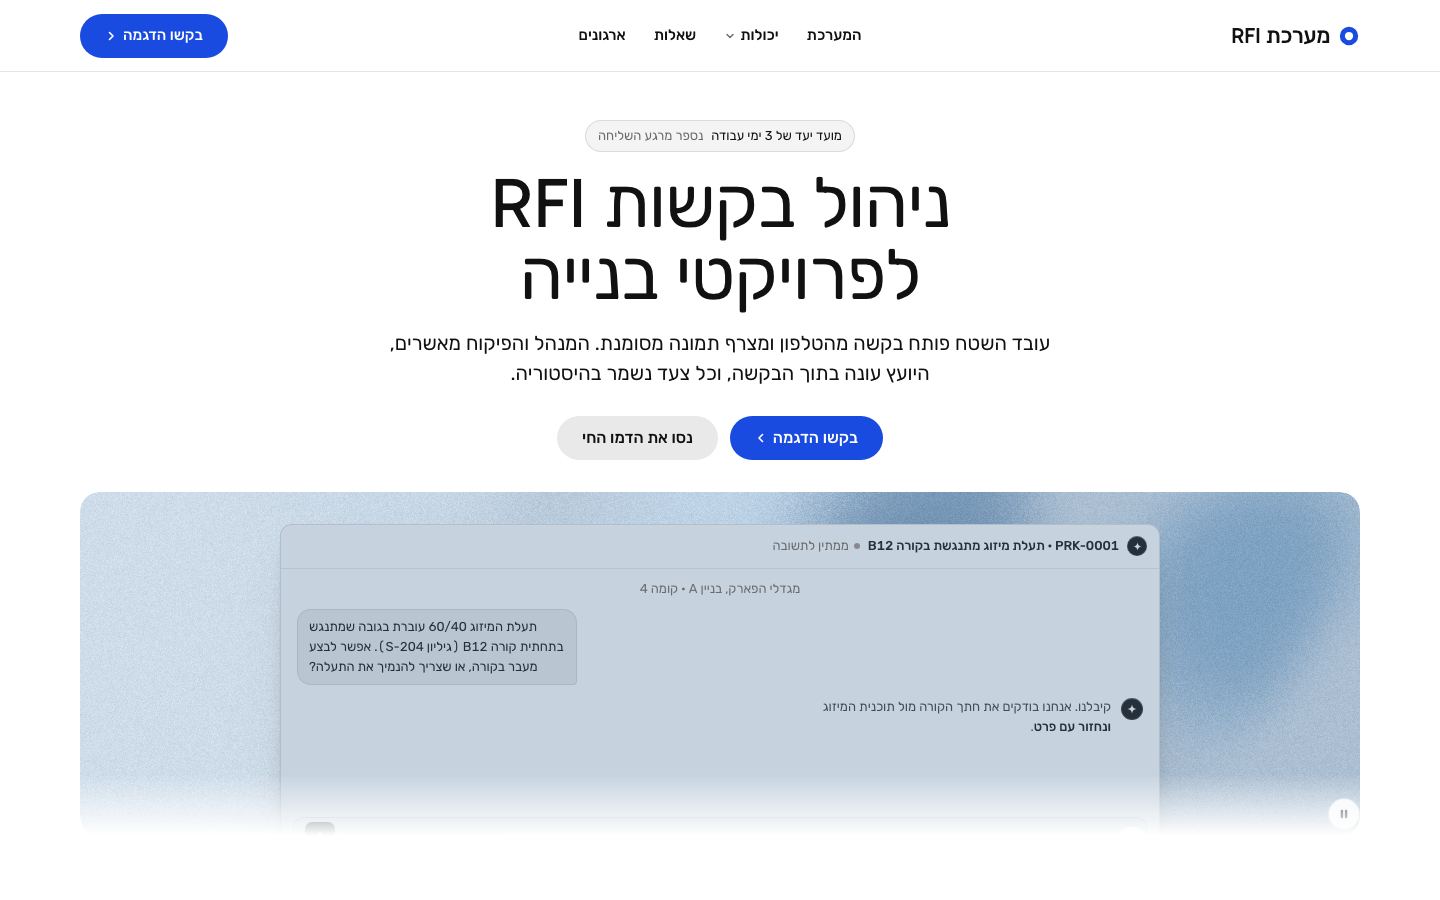 מערכת RFI
המערכת
יכולות
שאלות
ארגונים
בקשו הדגמה
מועד יעד של 3 ימי עבודה נספר מרגע השליחה
ניהול בקשות RFI
לפרויקטי בנייה
עובד השטח פותח בקשה מהטלפון ומצרף תמונה מסומנת. המנהל והפיקוח מאשרים,
היועץ עונה בתוך הבקשה, וכל צעד נשמר בהיסטוריה.
בקשו הדגמה
נסו את הדמו החי
PRK-0001 · תעלת מיזוג מתנגשת בקורה B12 ממתין לתשובה
מגדלי הפארק, בניין A · קומה 4
תעלת המיזוג 60/40 עוברת בגובה שמתנגש
בתחתית קורה B12 (גיליון S-204). אפשר לבצע
מעבר בקורה, או שצריך להנמיך את התעלה?
קיבלנו. אנחנו בודקים את חתך הקורה מול תוכנית המיזוג
ונחזור עם פרט.